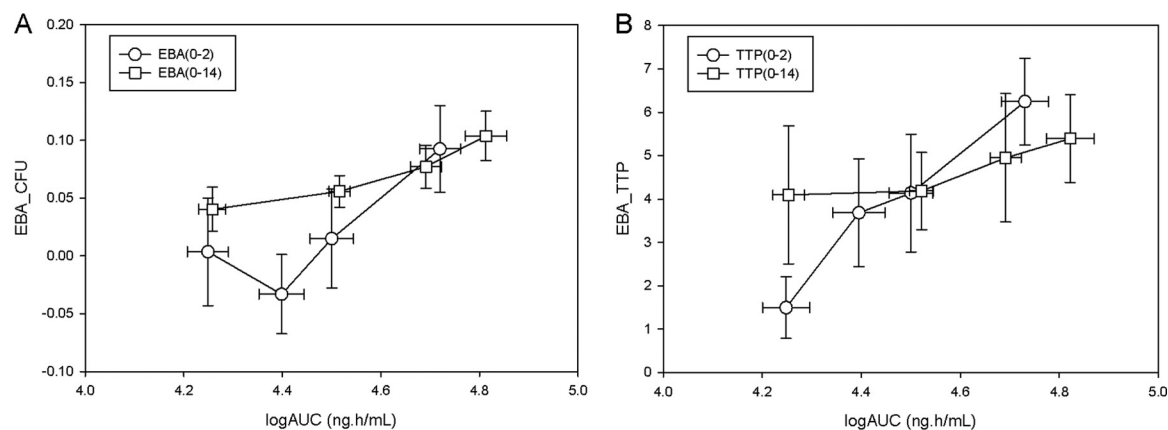 A
EBA(0-2)
EBA(0-14)
EBA_CFU
0.20
0.15
0.10
0.05
0.00
-0.05
-0.10
4.0 4.2 4.4 4.6 4.8 5.0
logAUC (ng.h/mL)
B
TTP(0-2)
TTP(0-14)
EBA_TTP
8
7
6
5
4
3
2
1
0
4.0 4.2 4.4 4.6 4.8 5.0
logAUC (ng.h/mL)